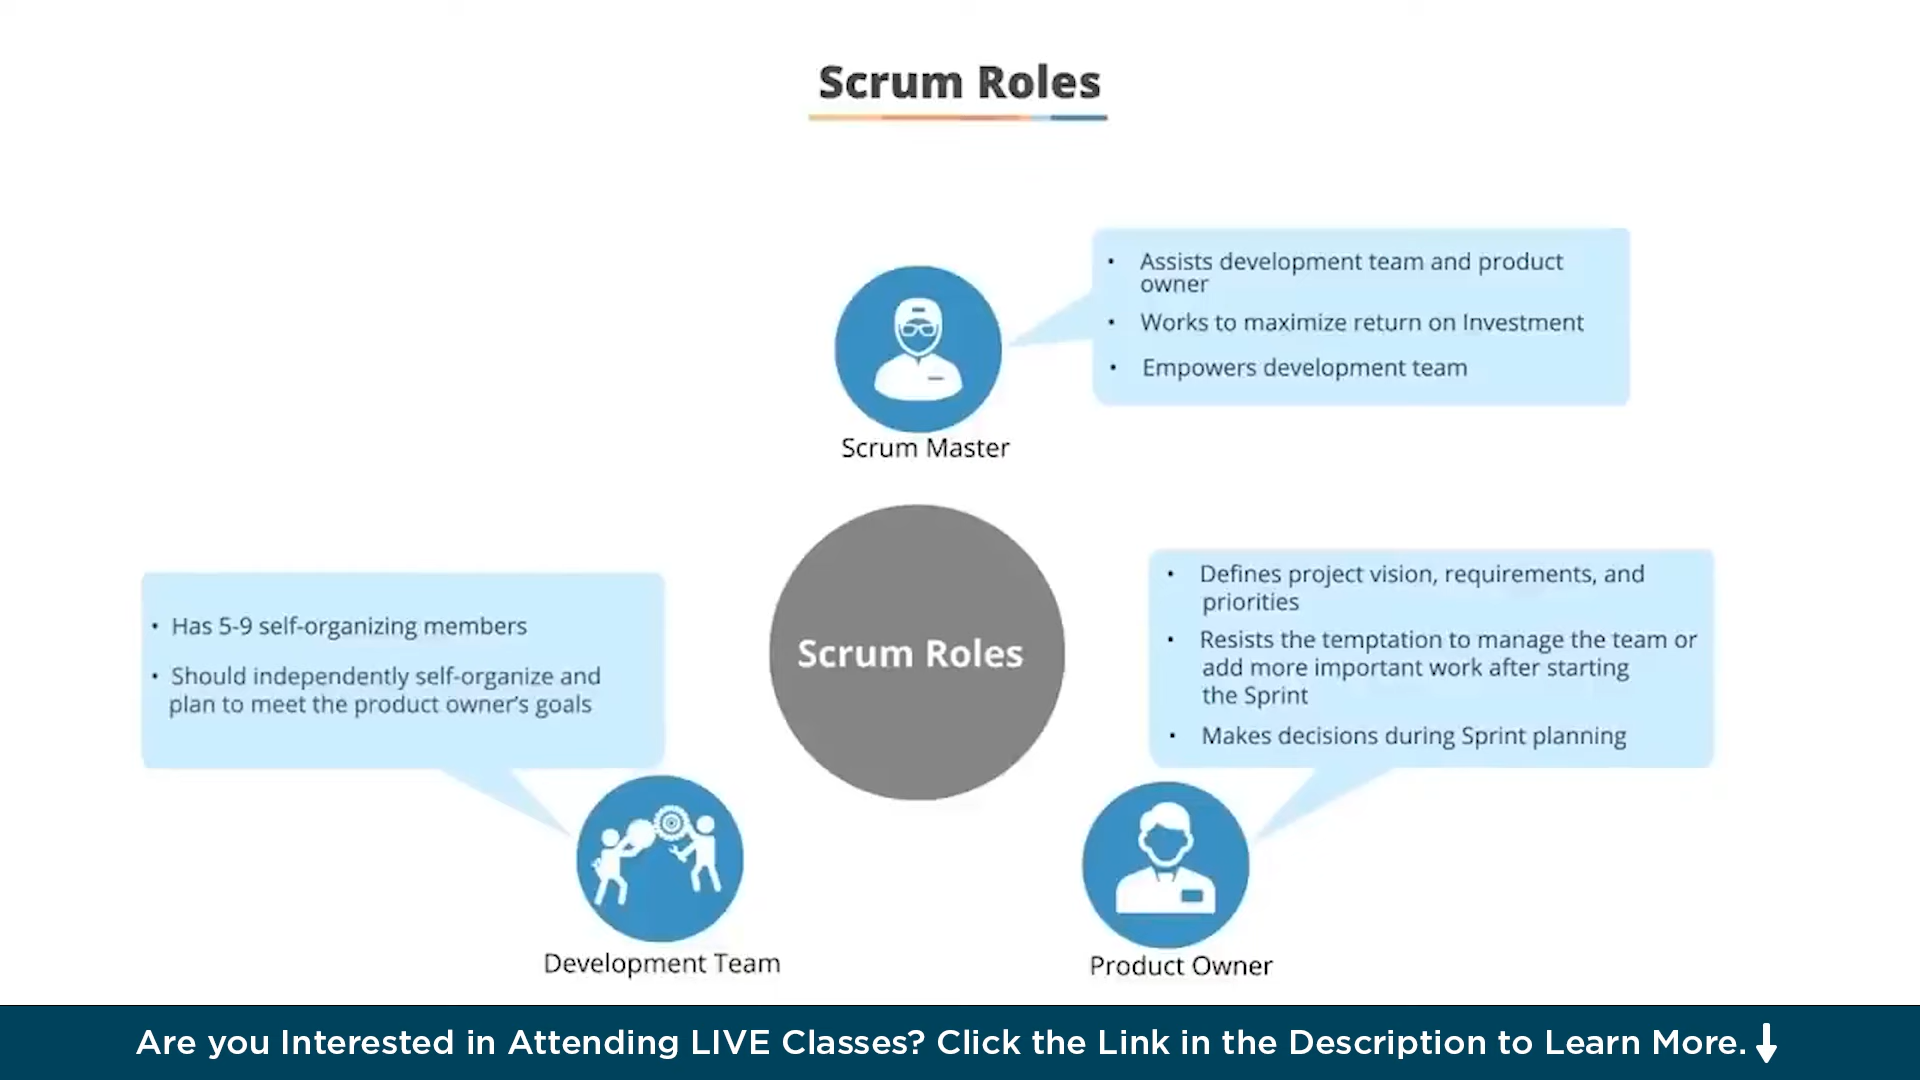 Scrum Roles
• Assists development team and product
owner
• Works to maximize return on Investment
• Empowers development team
Scrum Master
• Has 5-9 self-organizing members
• Should independently self-organize and
plan to meet the product owner’s goals
Scrum Roles
• Defines project vision, requirements, and
priorities
• Resists the temptation to manage the team or
add more important work after starting
the Sprint
• Makes decisions during Sprint planning
Development Team
Product Owner
Are you Interested in Attending LIVE Classes? Click the Link in the Description to Learn More.